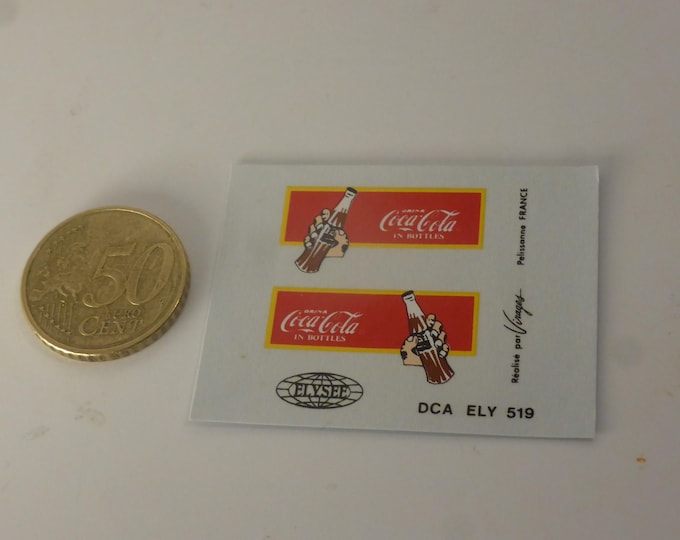 50
EURO
CENT
DRINK
Coca-Cola
IN BOTTLES
DRINK
Coca-Cola
IN BOTTLES
ELYSEE
DCA ELY 519
Réalisé par Virages Pelissanne FRANCE